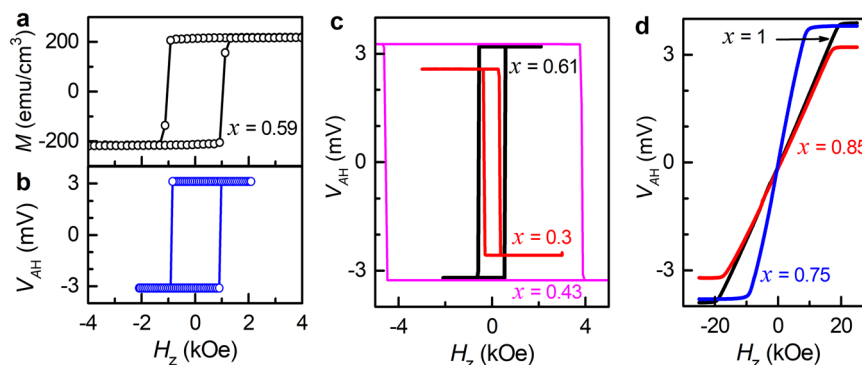 a
200
0
-200
M (emu/cm³)
x = 0.59
b
3
0
-3
V_AH (mV)
-4 -2 0 2 4
H_z (kOe)
c
3
0
-3
V_AH (mV)
x = 0.61
x = 0.3
x = 0.43
-4 0 4
H_z (kOe)
d
3
0
-3
V_AH (mV)
x = 1
x = 0.85
x = 0.75
-20 0 20
H_z (kOe)